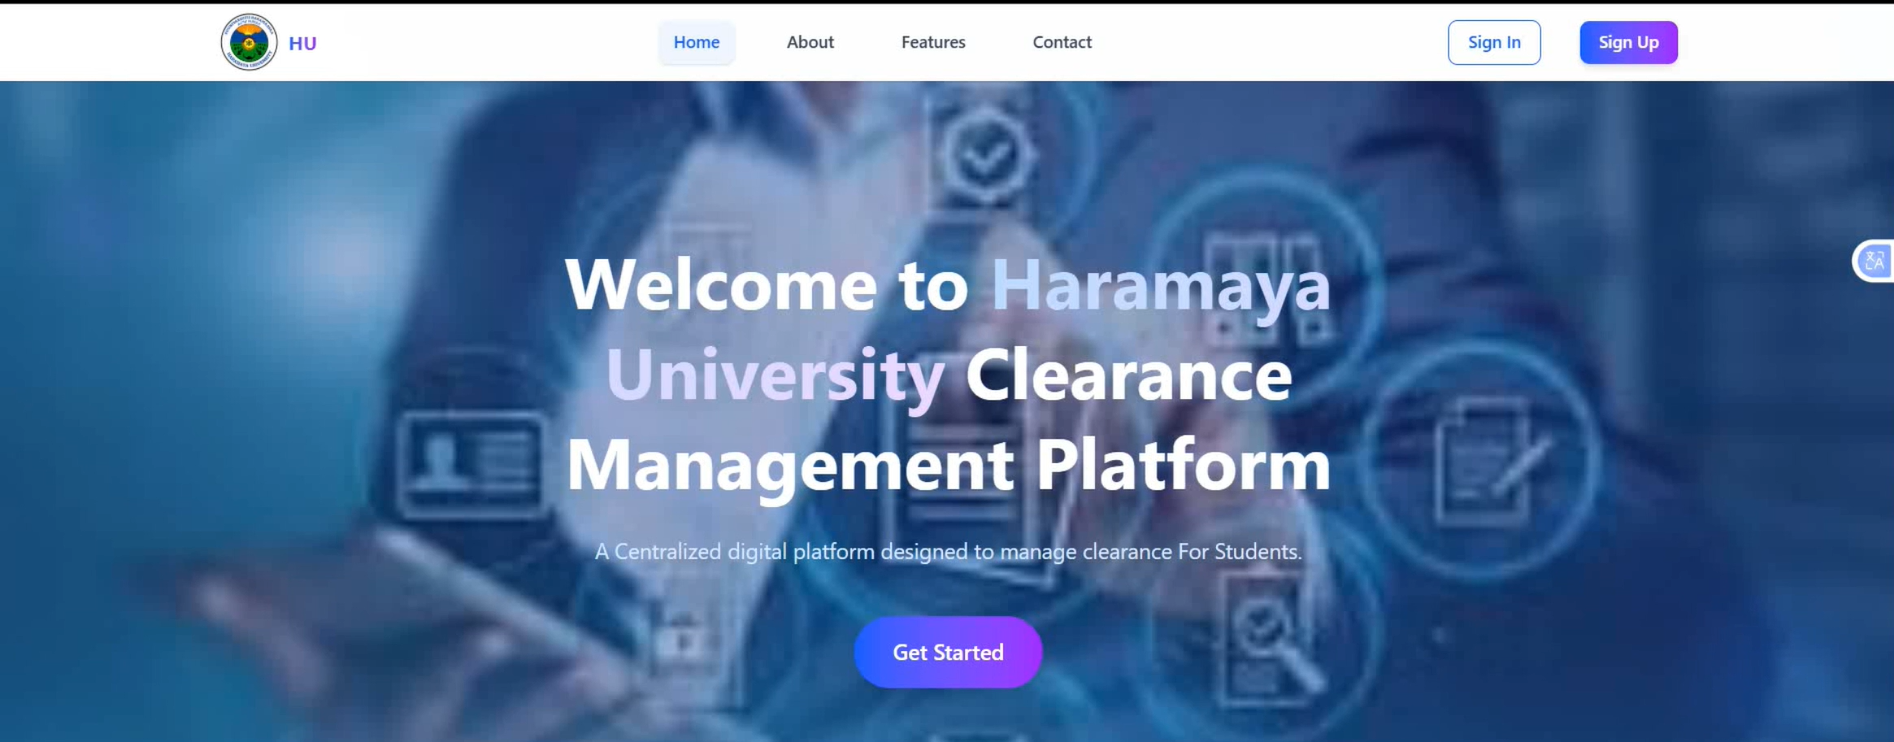 HU
Home
About
Features
Contact
Sign In
Sign Up
Welcome to Haramaya
University Clearance
Management Platform
A Centralized digital platform designed to manage clearance For Students.
Get Started